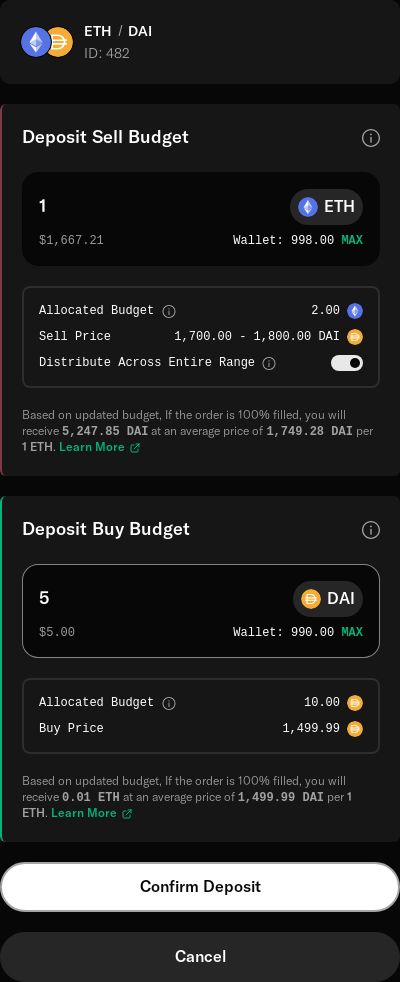 ETH / DAI
ID: 482
Deposit Sell Budget
1
ETH
$1,667.21
Wallet: 998.00 MAX
Allocated Budget
2.00
Sell Price
1,700.00 - 1,800.00 DAI
Distribute Across Entire Range
Based on updated budget, If the order is 100% filled, you will
receive 5,247.85 DAI at an average price of 1,749.28 DAI per
1 ETH. Learn More
Deposit Buy Budget
5
DAI
$5.00
Wallet: 990.00 MAX
Allocated Budget
10.00
Buy Price
1,499.99
Based on updated budget, If the order is 100% filled, you will
receive 0.01 ETH at an average price of 1,499.99 DAI per 1
ETH. Learn More
Confirm Deposit
Cancel